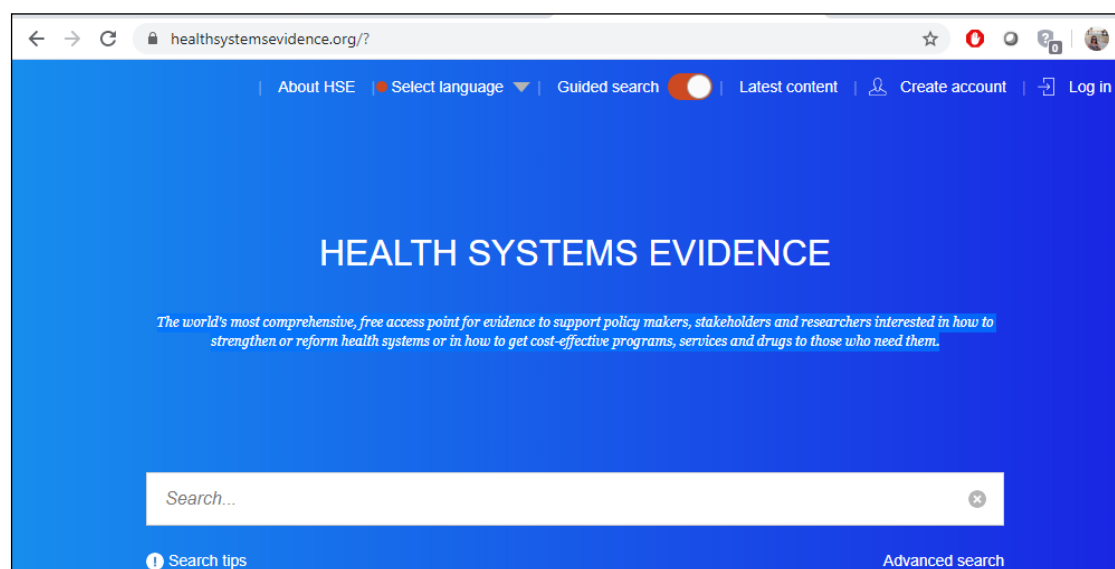 healthsystemsevidence.org/?
0
| About HSE | Select language | Guided search | Latest content | Create account | Log in
HEALTH SYSTEMS EVIDENCE
The world's most comprehensive, free access point for evidence to support policy makers, stakeholders and researchers interested in how to
strengthen or reform health systems or in how to get cost-effective programs, services and drugs to those who need them.
Search...
Search tips Advanced search